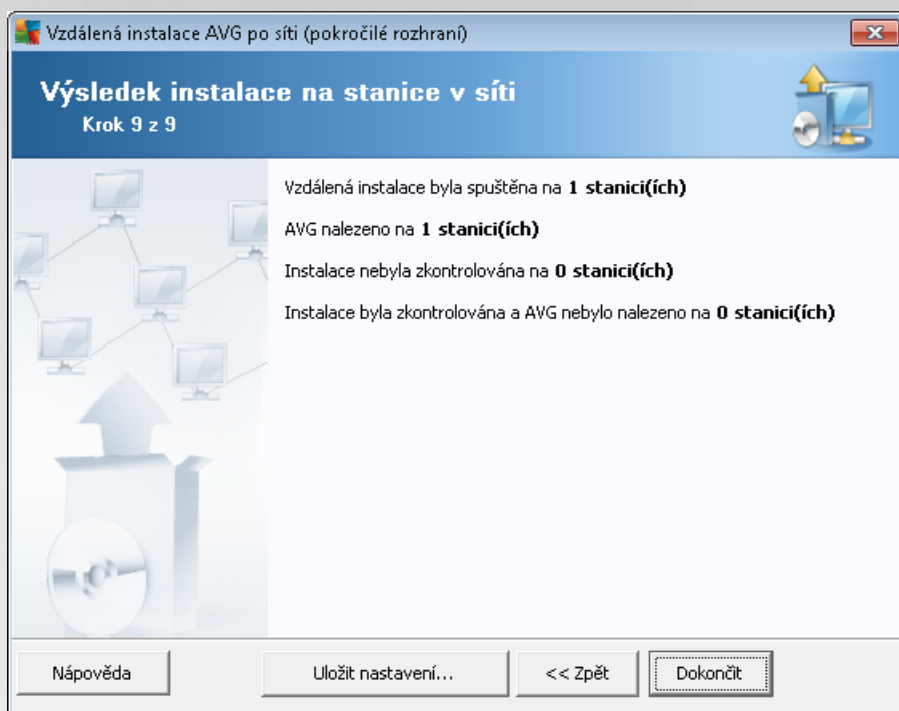 Vzdálená instalace AVG po síti (pokročilé rozhraní)
Výsledek instalace na stanice v síti
Krok 9 z 9
Vzdálená instalace byla spuštěna na 1 stanici(ích)
AVG nalezeno na 1 stanici(ích)
Instalace nebyla zkontrolována na 0 stanici(ích)
Instalace byla zkontrolována a AVG nebylo nalezeno na 0 stanici(ích)
Nápověda
Uložit nastavení...
<< Zpět
Dokončit